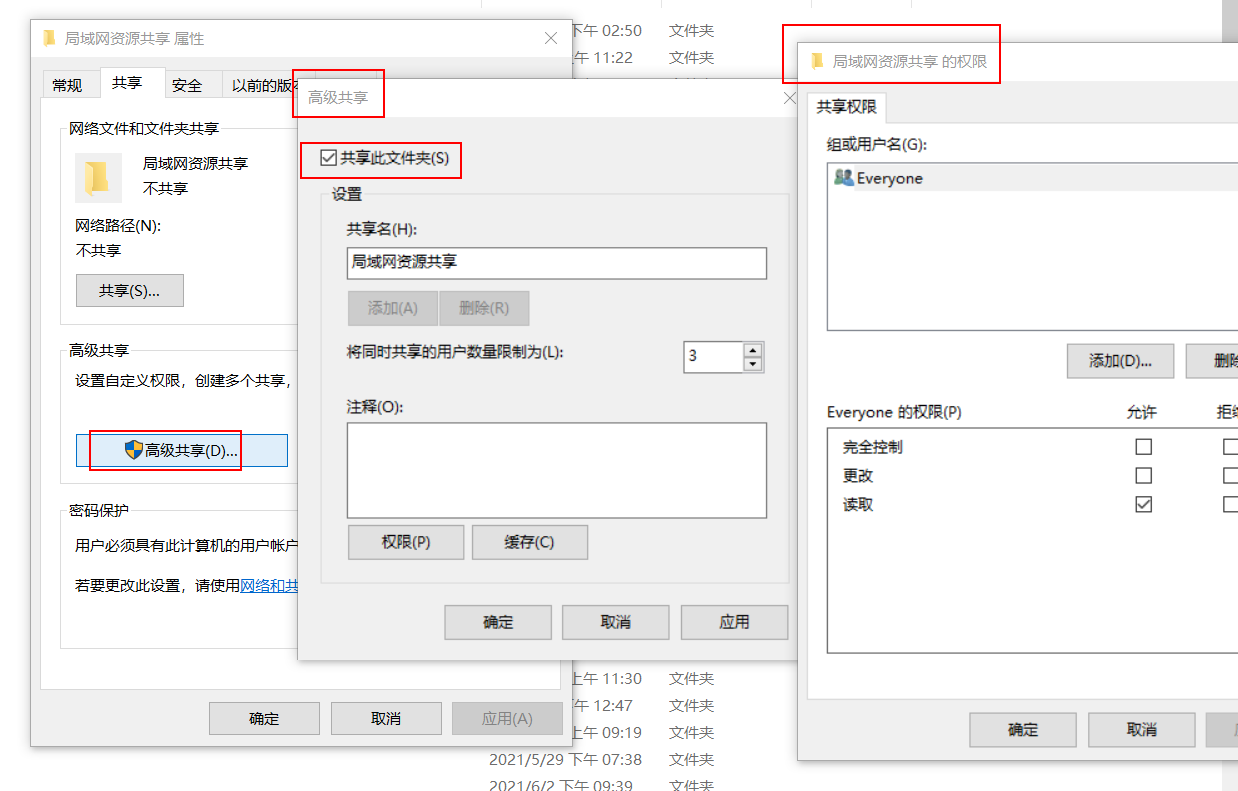 局域网资源共享 属性
常规
共享
安全
以前的版本
网络文件和文件夹共享
局域网资源共享
不共享
网络路径(N):
不共享
共享(S)...
高级共享
设置自定义权限，创建多个共享，
高级共享(D)...
密码保护
用户必须具有此计算机的用户帐户
若要更改此设置，请使用网络和共
确定
取消
应用(A)
高级共享
共享此文件夹(S)
设置
共享名(H):
局域网资源共享
添加(A)
删除(R)
将同时共享的用户数量限制为(L):
3
注释(O):
权限(P)
缓存(C)
确定
取消
应用
局域网资源共享 的权限
共享权限
组或用户名(G):
Everyone
添加(D)...
删
Everyone 的权限(P)
允许
拒
完全控制
更改
读取
确定
取消
下午 02:50 文件夹
午 11:22 文件夹
上午 11:30 文件夹
午 12:47 文件夹
上午 09:19 文件夹
2021/5/29 下午 07:38 文件夹
2021/6/2 下午 09:39 文件夹